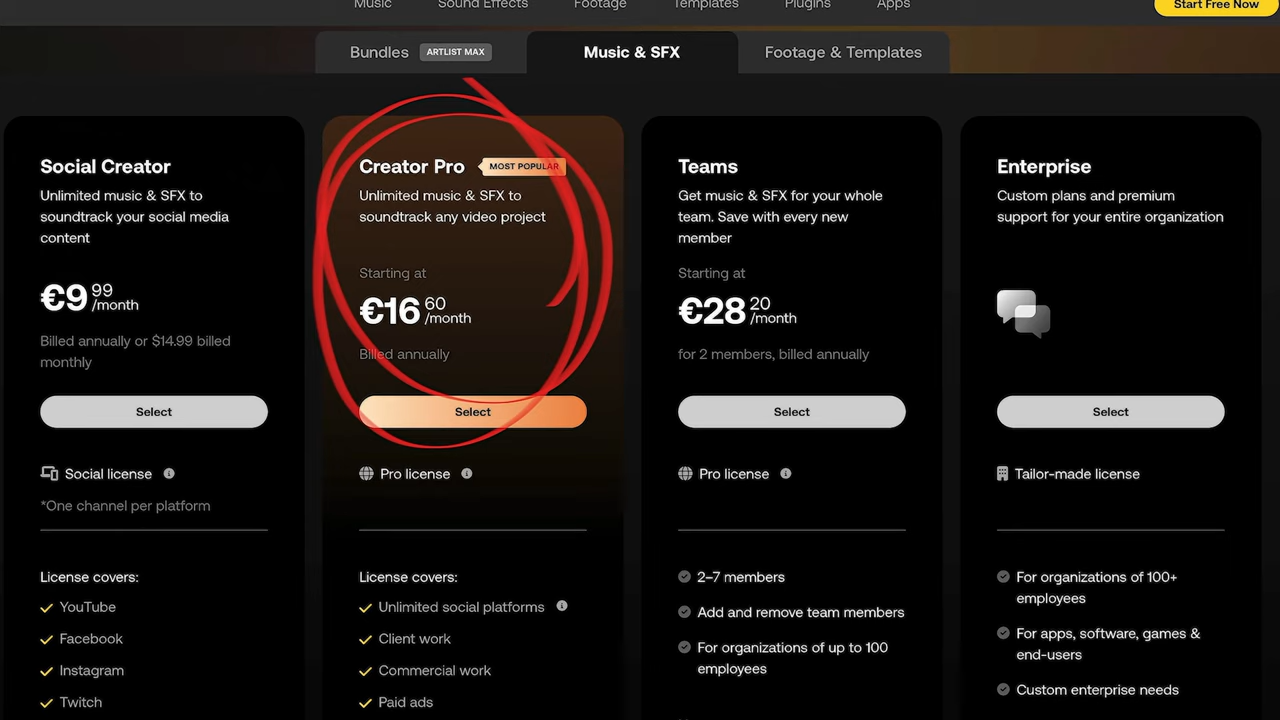 Music Sound Effects Footage Templates Plugins Apps Start Free Now
Bundles ARTLIST MAX Music & SFX Footage & Templates
Social Creator
Unlimited music & SFX to
soundtrack your social media
content
€9 99 /month
Billed annually or $14.99 billed
monthly
Select
Social license
*One channel per platform
License covers:
YouTube
Facebook
Instagram
Twitch
Creator Pro MOST POPULAR
Unlimited music & SFX to
soundtrack any video project
Starting at
€16 60 /month
Billed annually
Select
Pro license
License covers:
Unlimited social platforms
Client work
Commercial work
Paid ads
Teams
Get music & SFX for your whole
team. Save with every new
member
Starting at
€28 20 /month
for 2 members, billed annually
Select
Pro license
2–7 members
Add and remove team members
For organizations of up to 100
employees
Enterprise
Custom plans and premium
support for your entire organization
Select
Tailor-made license
For organizations of 100+
employees
For apps, software, games &
end-users
Custom enterprise needs